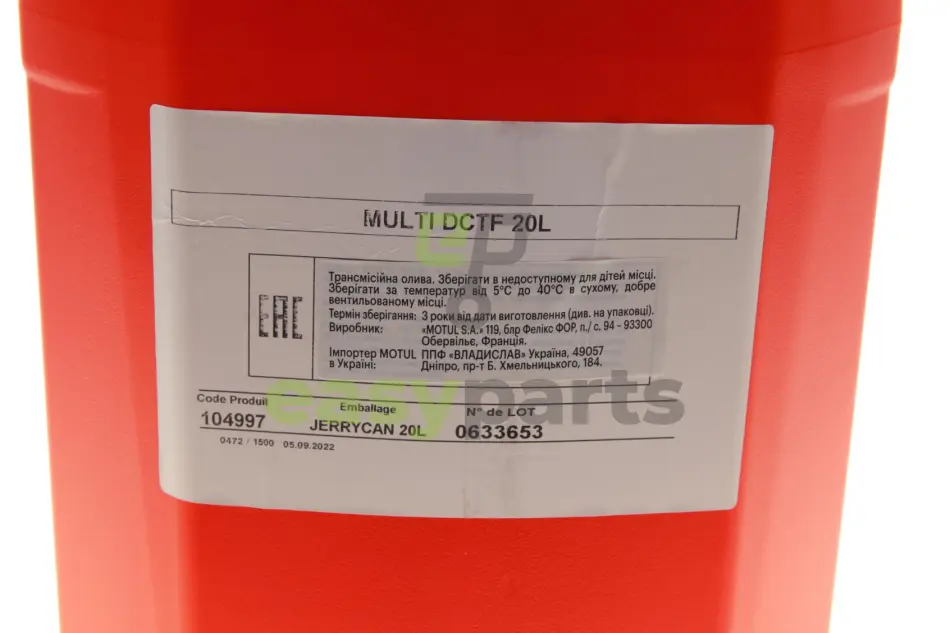 MULTI DCTF 20L
Трансмісійна олива. Зберігати в недоступному для дітей місці.
Зберігати за температур від 5°C до 40°C в сухому, добре
вентильованому місці.
Термін зберігання: 3 роки від дати виготовлення (див. на упаковці).
Виробник: «MOTUL S.A.» 119, блр Фелікс ФОР, п./ с. 94 - 93300
Обервільє, Франція.
Імпортер MOTUL ППФ «ВЛАДИСЛАВ» Україна, 49057
в Україні: Дніпро, пр-т Б. Хмельницького, 184.
easyparts
Code Produit Emballage N° de LOT
104997 JERRYCAN 20L 0633653
0472 / 1500 05.09.2022